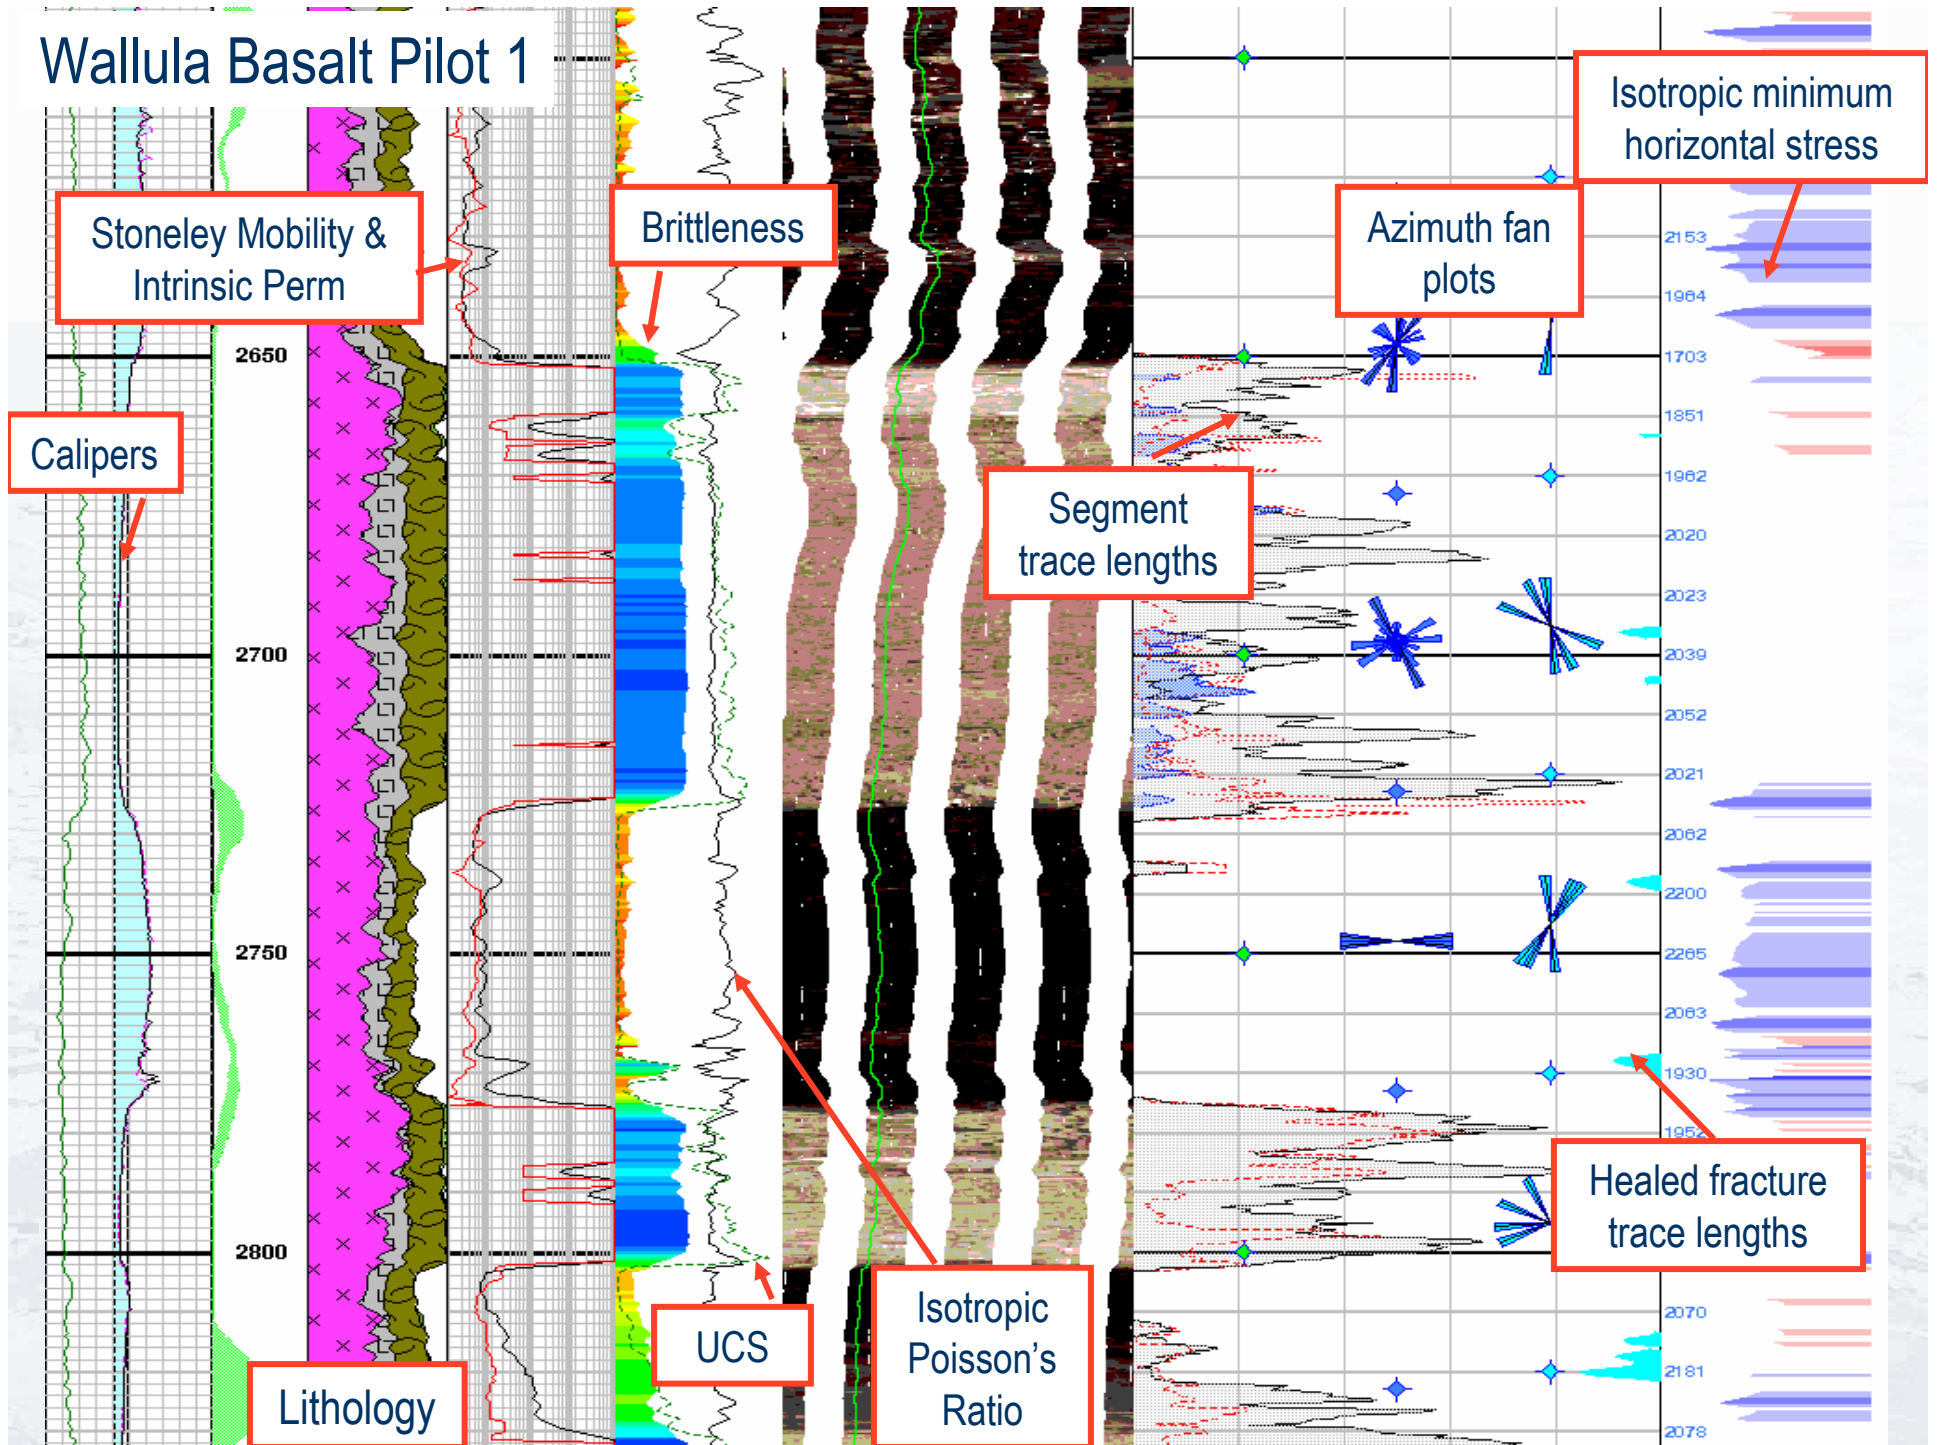 Wallula Basalt Pilot 1
Isotropic minimum
horizontal stress
Stoneley Mobility &
Intrinsic Perm
Brittleness
Azimuth fan
plots
2153
1964
2650
1703
1851
Calipers
1962
Segment
trace lengths
2020
2023
2700
2039
2052
2021
2062
2200
2750
2265
2063
1930
1952
Healed fracture
trace lengths
2800
Isotropic
Poisson's
Ratio
UCS
2070
2181
Lithology
2078